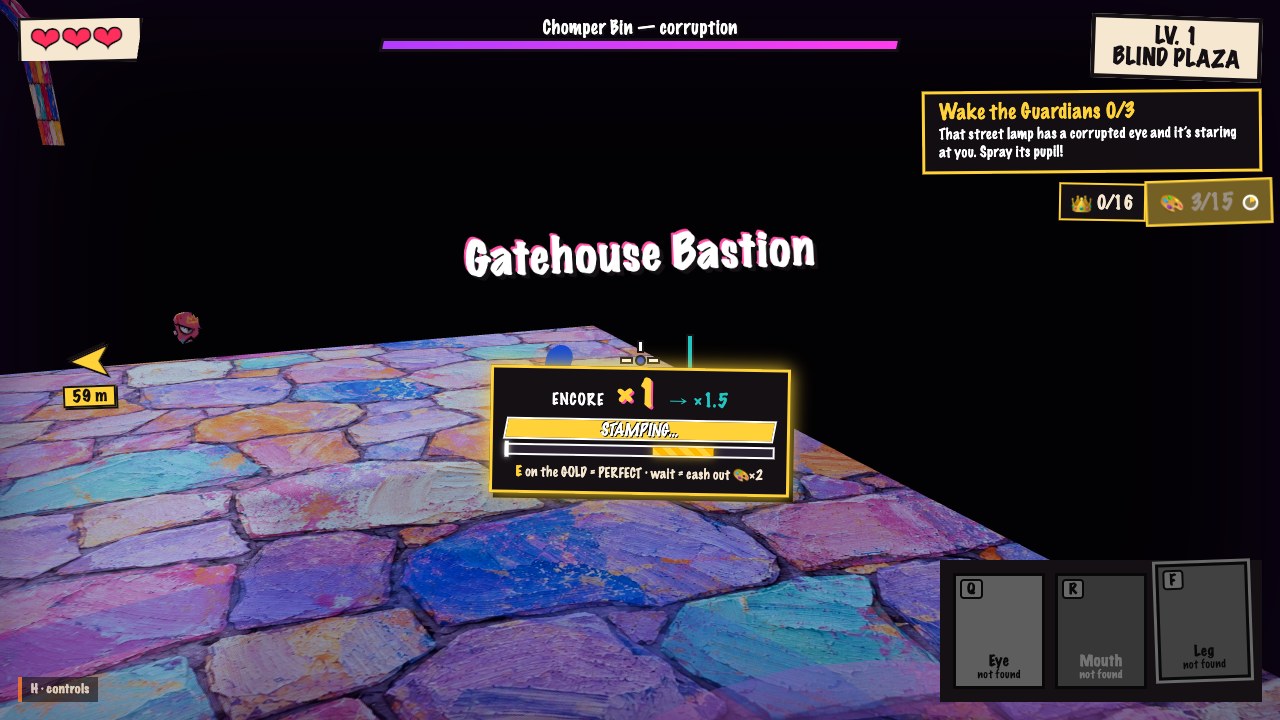 Chomper Bin — corruption
LV. 1
BLIND PLAZA
Wake the Guardians 0/3
That street lamp has a corrupted eye and it's staring
at you. Spray its pupil!
0/16
3/15
Gatehouse Bastion
59 m
ENCORE ×1 → ×1.5
STAMPING...
E on the GOLD = PERFECT · wait = cash out 🎨×2
Q
Eye
not found
R
Mouth
not found
F
Leg
not found
H · controls